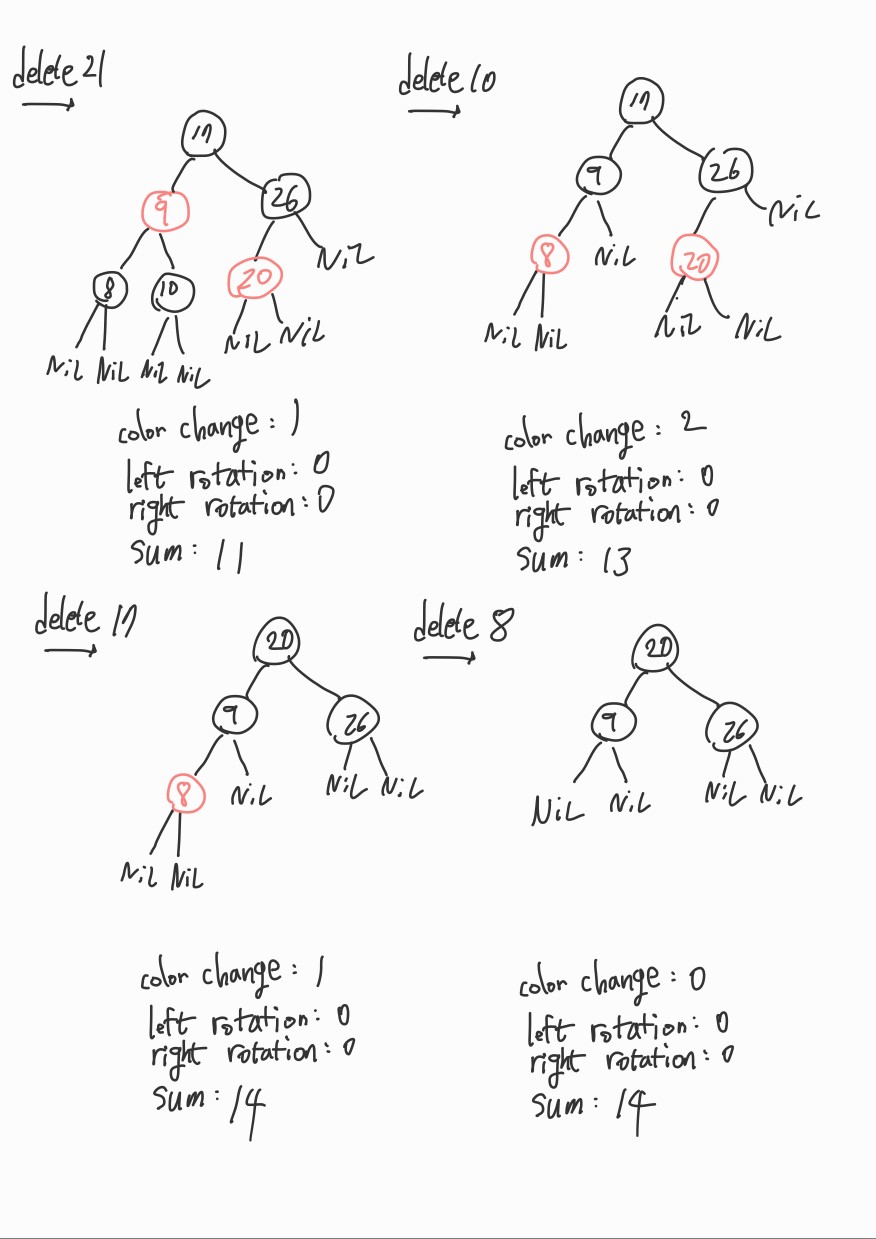 delete 21
17
9 26
8 10 20 NiL
NiL NiL NiL NiL NiL NiL
color change : 1
left rotation: 0
right rotation: 0
Sum : 11
delete 10
17
9 26
8 NiL 20 NiL
NiL NiL NiL NiL
color change : 2
left rotation: 0
right rotation: 0
Sum : 13
delete 17
20
9 26
8 NiL NiL NiL
NiL NiL
color change : 1
left rotation: 0
right rotation: 0
Sum : 14
delete 8
20
9 26
NiL NiL NiL NiL
color change : 0
left rotation: 0
right rotation: 0
Sum : 14